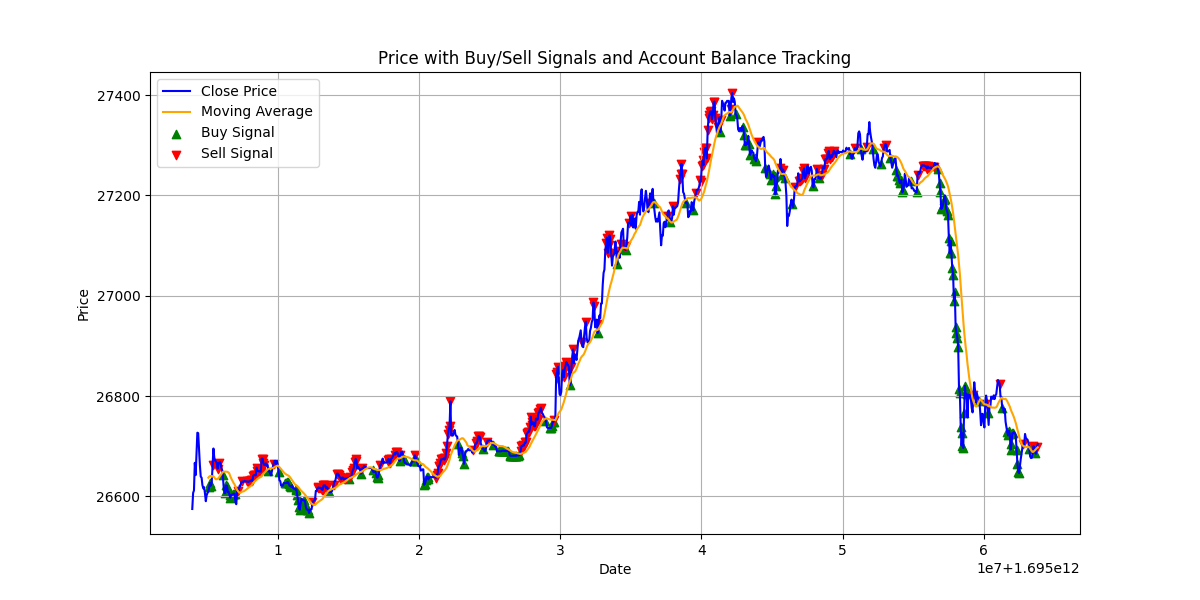 Price with Buy/Sell Signals and Account Balance Tracking
Close Price
Moving Average
Buy Signal
Sell Signal
27400
27200
27000
26800
26600
Price
1 2 3 4 5 6
Date
1e7+1.695e12